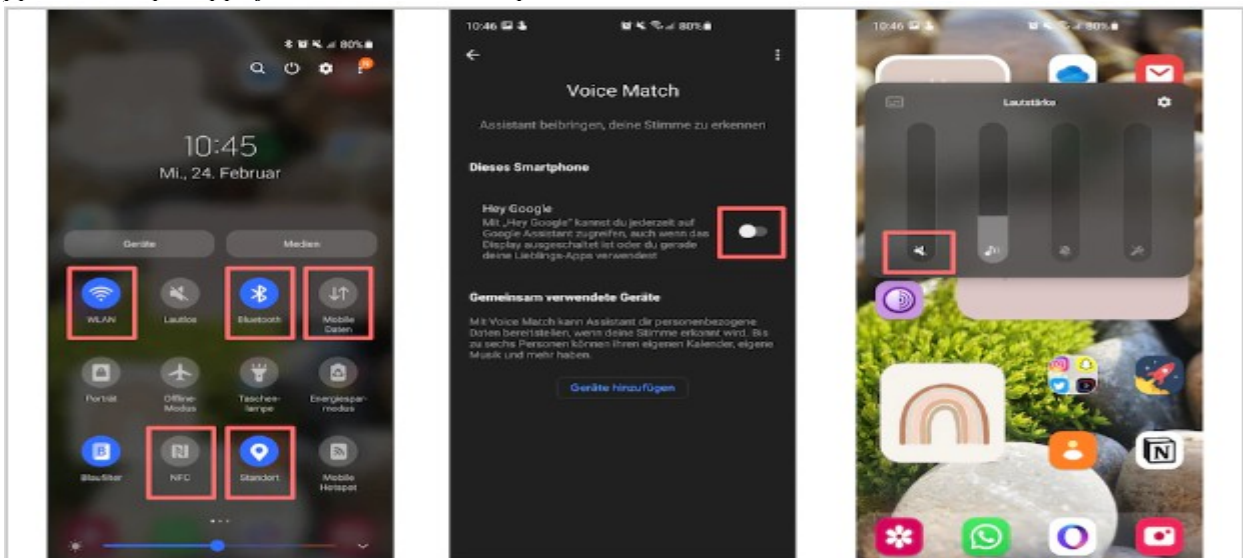 80%
10:45
Mi., 24. Februar
Geräte
Medien
WLAN
Lautlos
Bluetooth
Mobile
Daten
Porträt
Offline-
Modus
Taschen-
lampe
Energiespar-
modus
Blaufilter
NFC
Standort
Mobile
Hotspot
10:46
80%
Voice Match
Assistant beibringen, deine Stimme zu erkennen
Dieses Smartphone
Hey Google
Mit „Hey Google" kannst du jederzeit auf
Google Assistant zugreifen, auch wenn das
Display ausgeschaltet ist oder du gerade
deine Lieblings-Apps verwendest
Gemeinsam verwendete Geräte
Mit Voice Match kann Assistant dir personenbezogene
Daten bereitstellen, wenn deine Stimme erkannt wird. Bis
zu sechs Personen können ihren eigenen Kalender, eigene
Musik und mehr haben.
Geräte hinzufügen
10:46
80%
Lautstärke